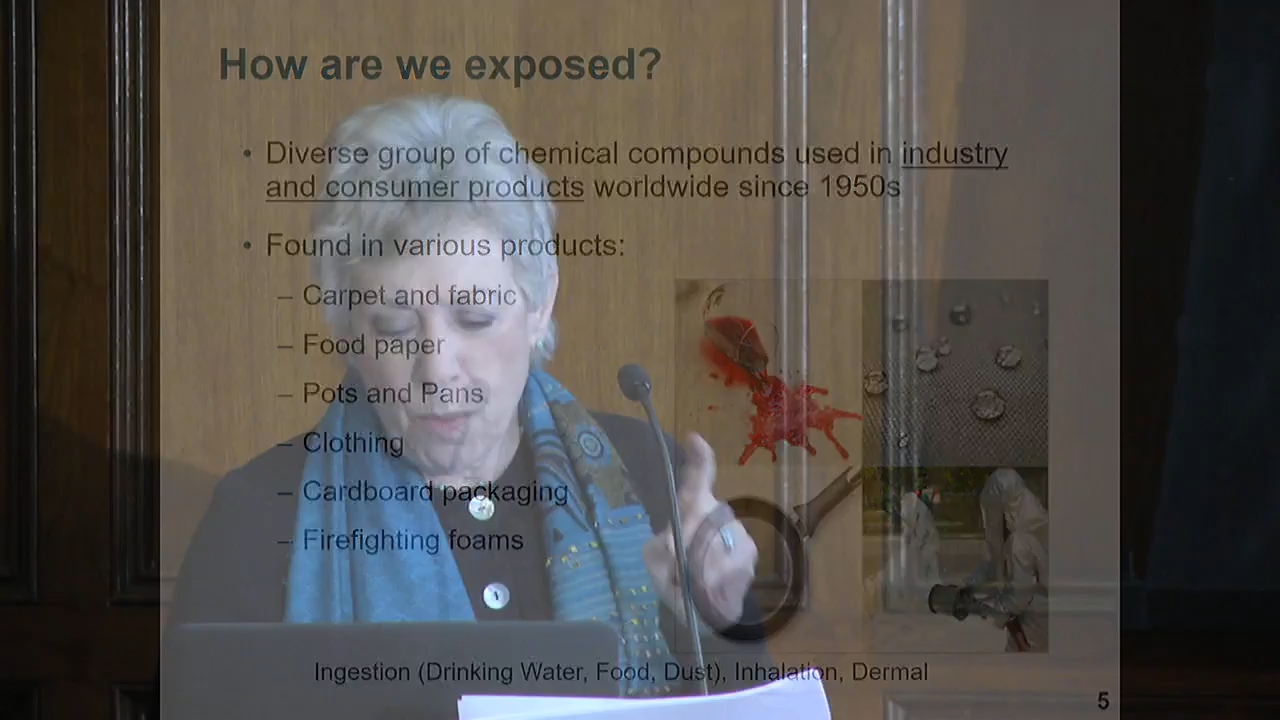 How are we exposed?
• Diverse group of chemical compounds used in industry
and consumer products worldwide since 1950s
• Found in various products:
– Carpet and fabric
– Food paper
– Pots and Pans
– Clothing
– Cardboard packaging
– Firefighting foams
Ingestion (Drinking Water, Food, Dust), Inhalation, Dermal
5